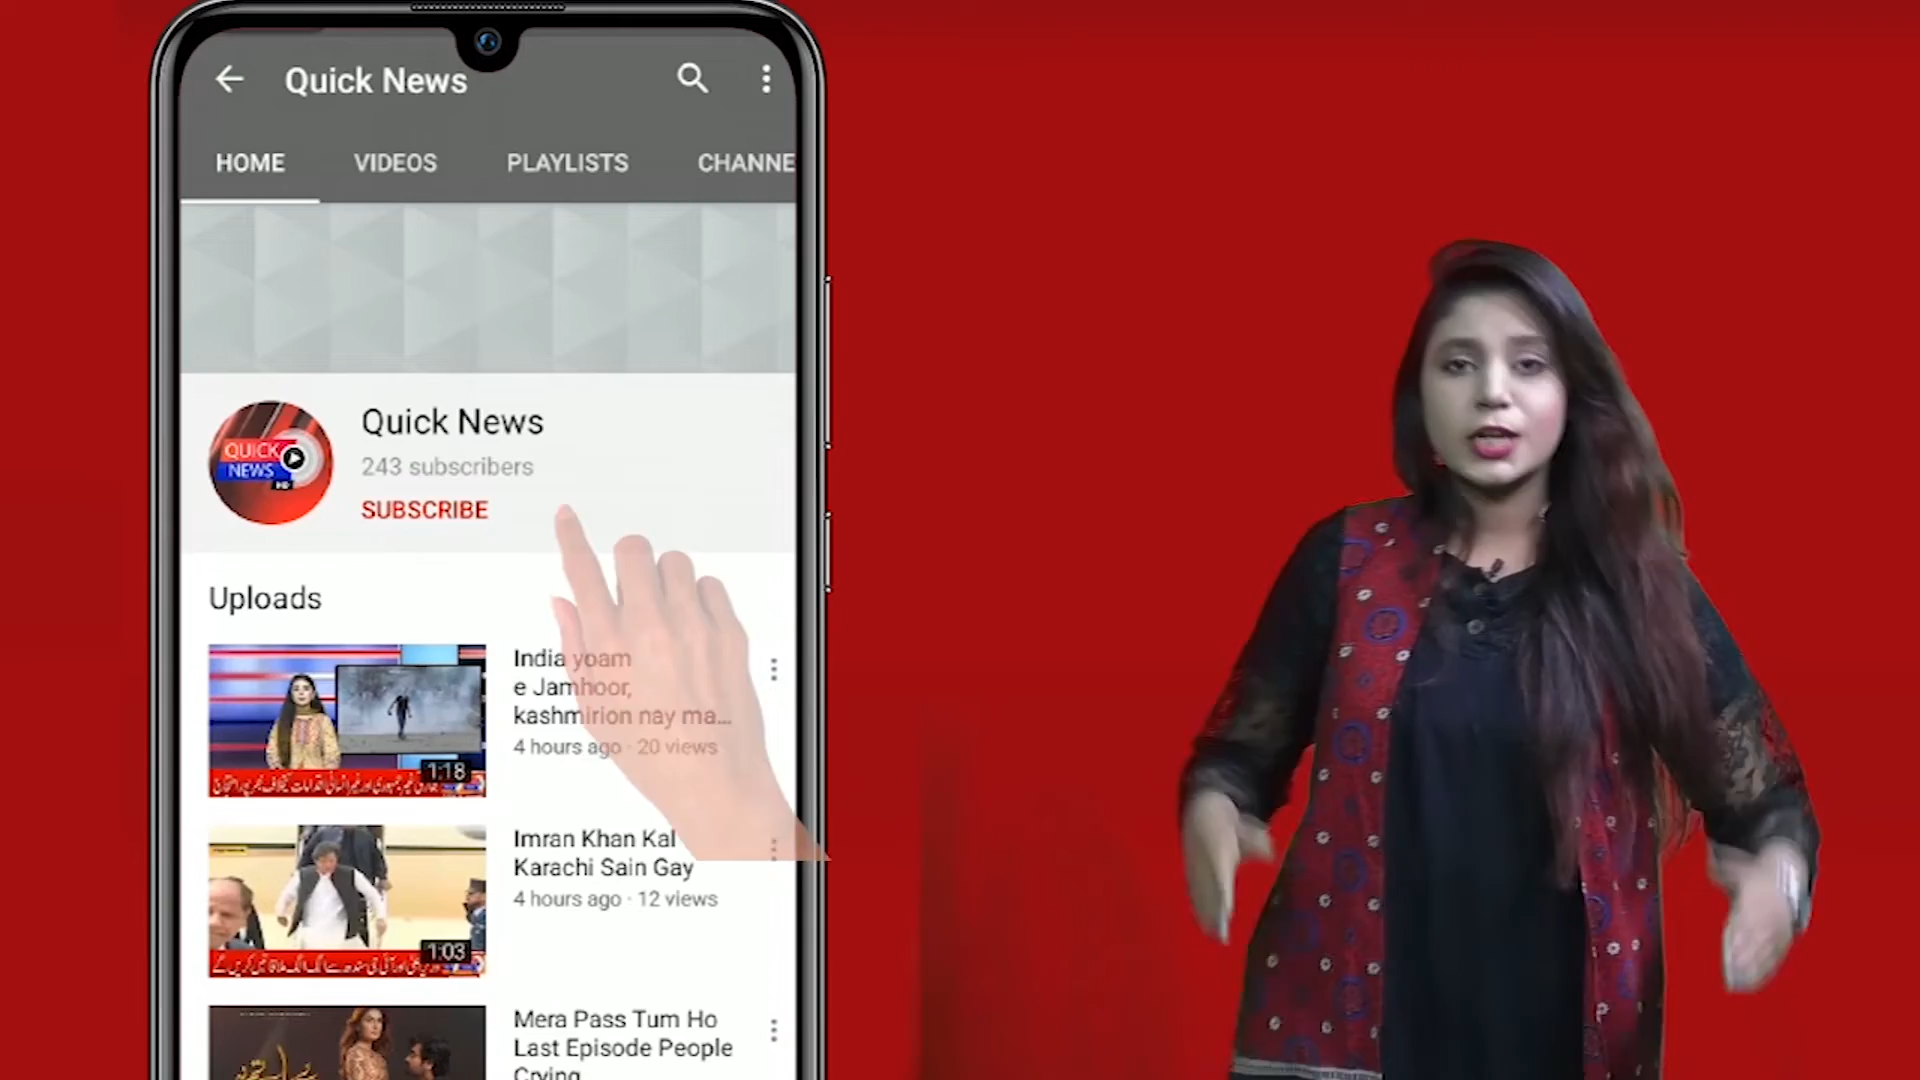 Quick News
HOME VIDEOS PLAYLISTS CHANNE
Quick News
243 subscribers
SUBSCRIBE
QUICK
NEWS
HD
Uploads
India yoam
e Jamhoor,
kashmirion nay ma...
4 hours ago · 20 views
1:18
Imran Khan Kal
Karachi Sain Gay
4 hours ago · 12 views
1:03
Mera Pass Tum Ho
Last Episode People
Crying